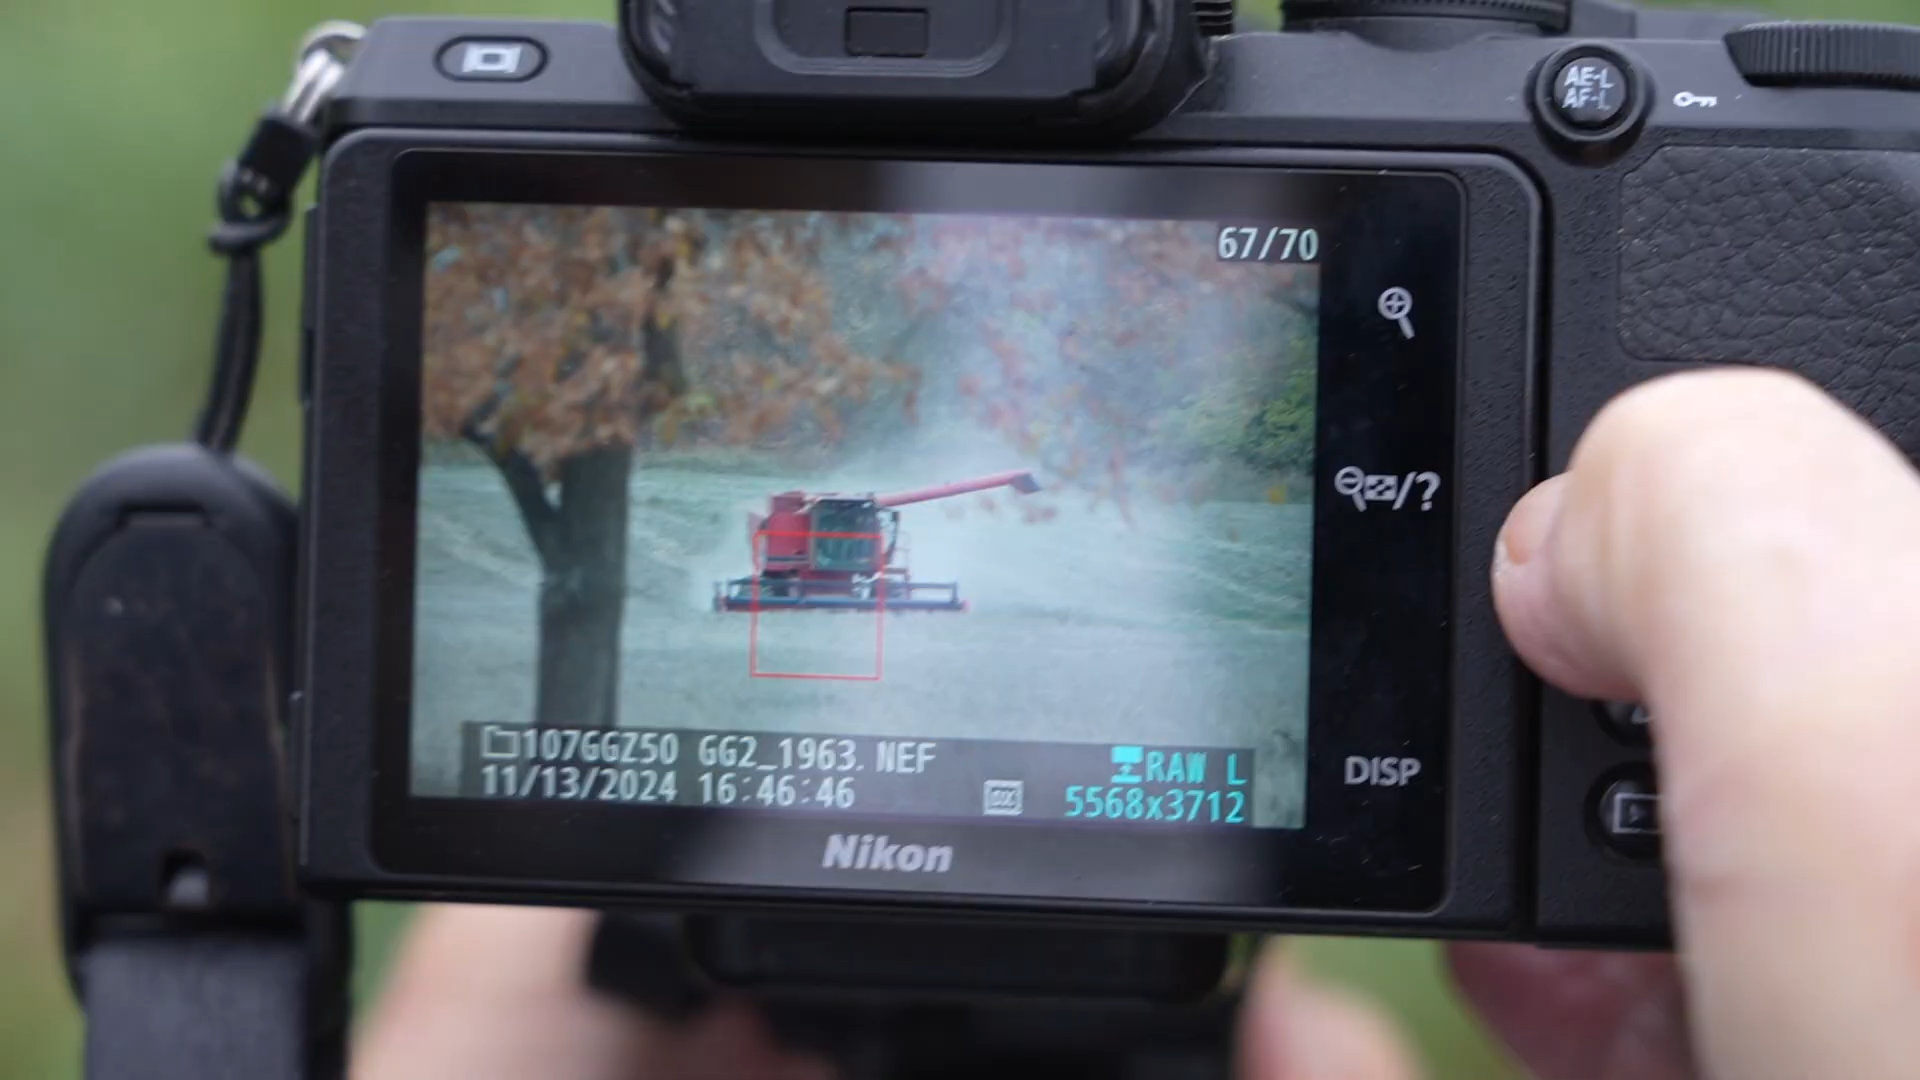 AE-L
AF-L
67/70
/?
107GGZ50 GG2_1963.NEF
RAW L
11/13/2024 16:46:46
5568x3712
DISP
Nikon